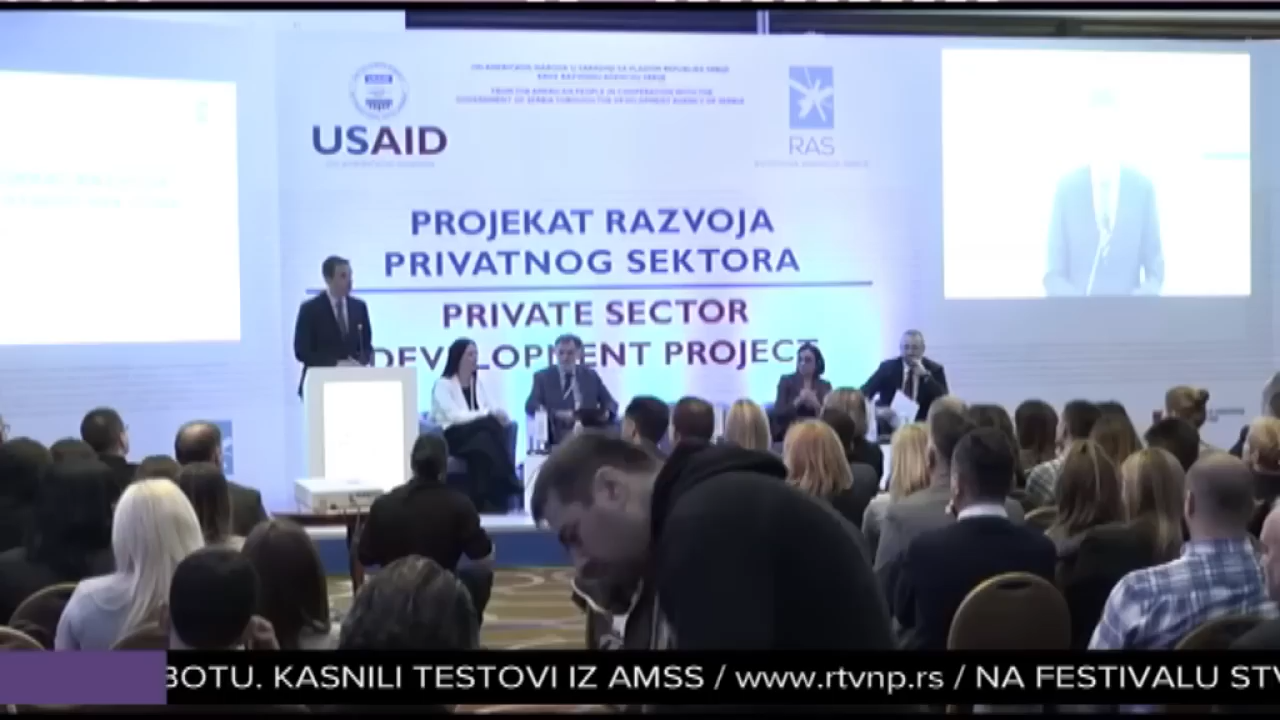 USAID
RAS
PROJEKAT RAZVOJA
PRIVATNOG SEKTORA
PRIVATE SECTOR
DEVELOPMENT PROJECT
BOTU. KASNILI TESTOVI IZ AMSS / www.rtvnp.rs / NA FESTIVALU STV